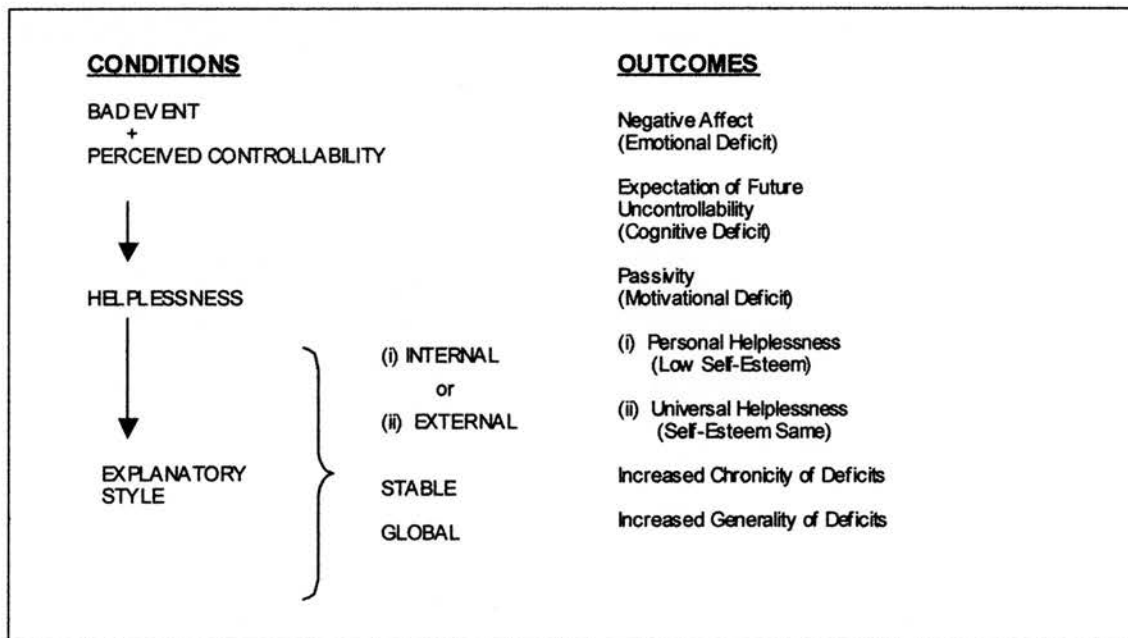 CONDITIONS
BAD EVENT
+
PERCEIVED CONTROLLABILITY
HELPLESSNESS
EXPLANATORY
STYLE
(i) INTERNAL
or
(ii) EXTERNAL
STABLE
GLOBAL
OUTCOMES
Negative Affect
(Emotional Deficit)
Expectation of Future
Uncontrollability
(Cognitive Deficit)
Passivity
(Motivational Deficit)
(i) Personal Helplessness
(Low Self-Esteem)
(ii) Universal Helplessness
(Self-Esteem Same)
Increased Chronicity of Deficits
Increased Generality of Deficits